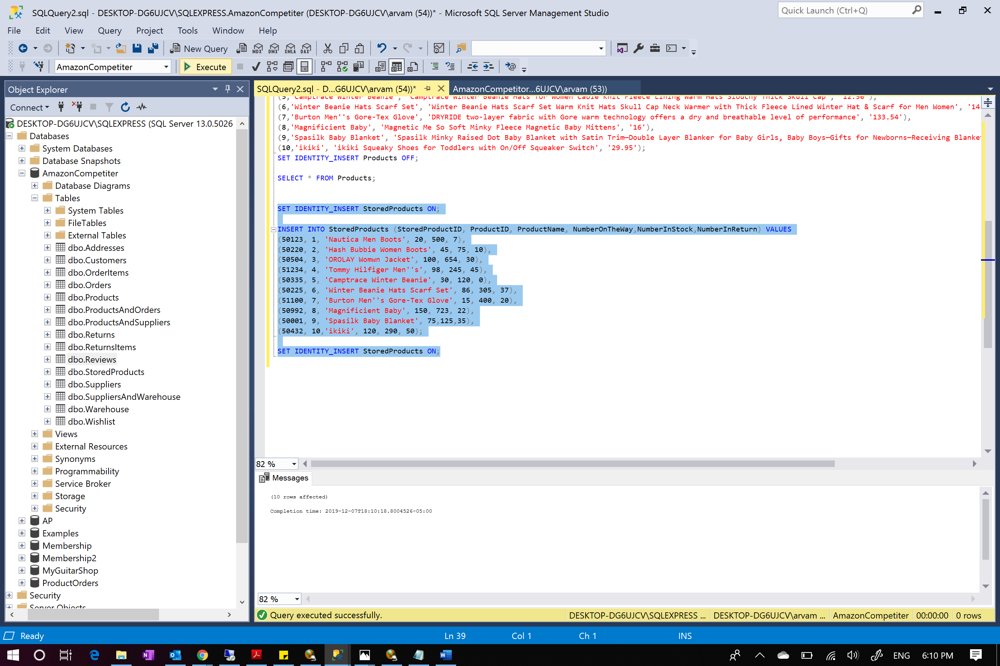 SQLQuery2.sql - DESKTOP-DG6UJCV\SQLEXPRESS.AmazonCompetiter (DESKTOP-DG6UJCV\arvam (54))* - Microsoft SQL Server Management Studio
Quick Launch (Ctrl+Q)
File Edit View Query Project Tools Window Help
New Query MDX DMX XMLA DAX
AmazonCompetiter Execute
Object Explorer
SQLQuery2.sql - D...G6UJCV\arvam (54))* AmazonCompetitor...6UJCV\arvam (53))
Connect
DESKTOP-DG6UJCV\SQLEXPRESS (SQL Server 13.0.5026
Databases
System Databases
Database Snapshots
AmazonCompetiter
Database Diagrams
Tables
System Tables
FileTables
External Tables
dbo.Addresses
dbo.Customers
dbo.OrderItems
dbo.Orders
dbo.Products
dbo.ProductsAndOrders
dbo.ProductsAndSuppliers
dbo.Returns
dbo.ReturnsItems
dbo.Reviews
dbo.StoredProducts
dbo.Suppliers
dbo.SuppliersAndWarehouse
dbo.Warehouse
dbo.Wishlist
Views
External Resources
Synonyms
Programmability
Service Broker
Storage
Security
AP
Examples
Membership
Membership2
MyGuitarShop
ProductOrders
Security
Server Objects
(5,'Camptrace Winter Beanie', 'Camptrace Winter Beanie Hats for Women Cable Knit Fleece Lining Warm Hats Slouchy Thick Skull Cap', '12.50'),
(6,'Winter Beanie Hats Scarf Set', 'Winter Beanie Hats Scarf Set Warm Knit Hats Skull Cap Neck Warmer with Thick Fleece Lined Winter Hat & Scarf for Men Women', '14
(7,'Burton Men''s Gore-Tex Glove', 'DRYRIDE two-layer fabric with Gore warm technology offers a dry and breathable level of performance', '133.54'),
(8,'Magnificient Baby', 'Magnetic Me So Soft Minky Fleece Magnetic Baby Mittens', '16'),
(9,'Spasilk Baby Blanket', 'Spasilk Minky Raised Dot Baby Blanket with Satin Trim—Double Layer Blanker for Baby Girls, Baby Boys—Gifts for Newborns—Receiving Blanke
(10,'ikiki', 'ikiki Squeaky Shoes for Toddlers with On/Off Squeaker Switch', '29.95');
SET IDENTITY_INSERT Products OFF;
SELECT * FROM Products;
SET IDENTITY_INSERT StoredProducts ON;
INSERT INTO StoredProducts (StoredProductID, ProductID, ProductName, NumberOnTheWay,NumberInStock,NumberInReturn) VALUES
(50123, 1, 'Nautica Men Boots', 20, 500, 7),
(50220, 2, 'Hash Bubbie Women Boots', 45, 75, 10),
(50504, 3, 'OROLAY Womwn Jacket', 100, 654, 30),
(51234, 4, 'Tommy Hilfiger Men''s', 98, 245, 45),
(50335, 5, 'Camptrace Winter Beanie', 30, 120, 0),
(50225, 6, 'Winter Beanie Hats Scarf Set', 86, 305, 37),
(51100, 7, 'Burton Men''s Gore-Tex Glove', 15, 400, 20),
(50992, 8, 'Magnificient Baby', 150, 723, 22),
(50001, 9, 'Spasilk Baby Blanket', 75,125,35),
(50432, 10,'ikiki', 120, 290, 50);
SET IDENTITY_INSERT StoredProducts ON;
82 %
Messages
(10 rows affected)
Completion time: 2019-12-07T18:10:18.8004526-05:00
82 %
Query executed successfully. DESKTOP-DG6UJCV\SQLEXPRESS ... DESKTOP-DG6UJCV\arvam ... AmazonCompetiter 00:00:00 0 rows
Ready Ln 39 Col 1 Ch 1 INS
ENG 6:10 PM